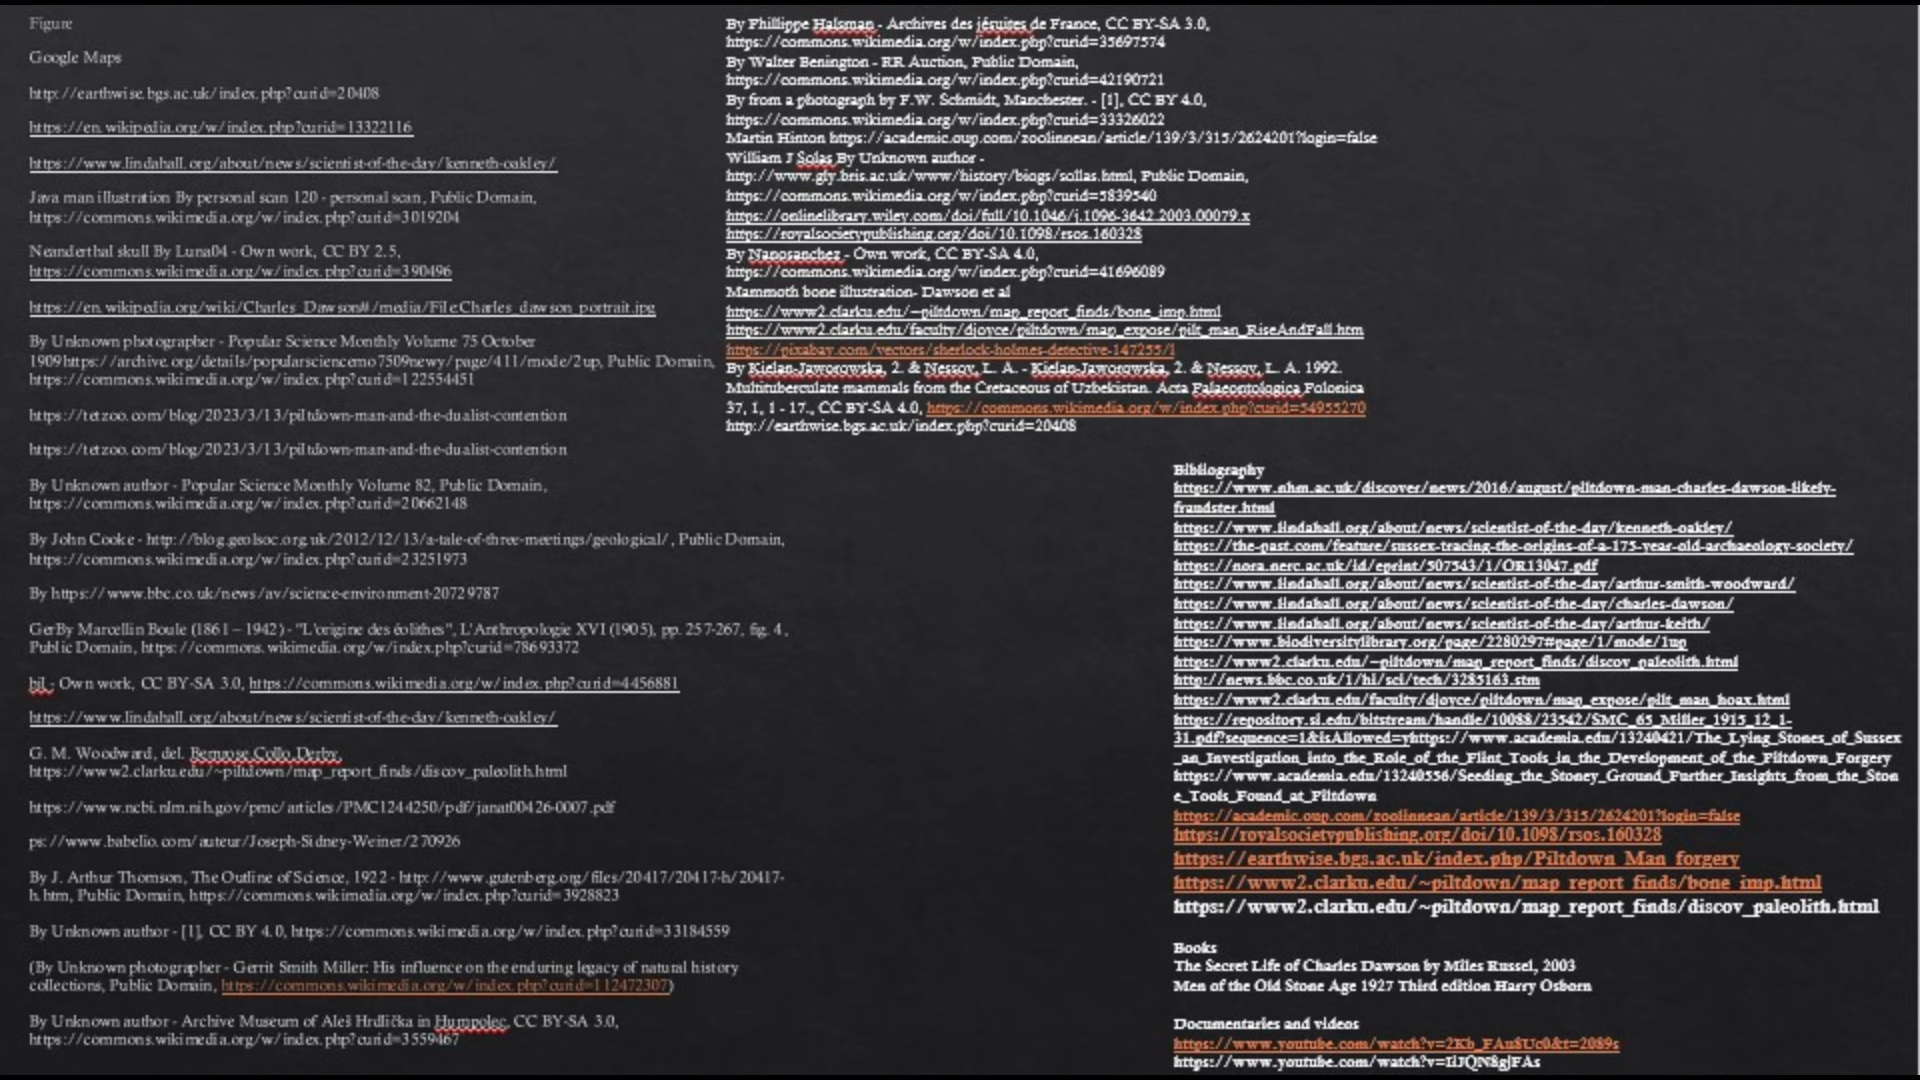 Figure
Google Maps
http://earthwise.bgs.ac.uk/index.php?curid=20408
https://en.wikipedia.org/w/index.php?curid=13322116
https://www.lindahall.org/about/news/scientist-of-the-day/kenneth-oakley/
Java man illustration By personal scan 120 - personal scan, Public Domain,
https://commons.wikimedia.org/w/index.php?curid=3019204
Neanderthal skull By Luna04 - Own work, CC BY 2.5,
https://commons.wikimedia.org/w/index.php?curid=390496
https://en.wikipedia.org/wiki/Charles_Dawson#/media/File:Charles_dawson_portrait.jpg
By Unknown photographer - Popular Science Monthly Volume 75 October
1909https://archive.org/details/popularsciencemo7509newy/page/411/mode/2up, Public Domain,
https://commons.wikimedia.org/w/index.php?curid=122554451
https://tetzoo.com/blog/2023/3/13/piltdown-man-and-the-dualist-contention
https://tetzoo.com/blog/2023/3/13/piltdown-man-and-the-dualist-contention
By Unknown author - Popular Science Monthly Volume 82, Public Domain,
https://commons.wikimedia.org/w/index.php?curid=20662148
By John Cooke - http://blog.geolsoc.org.uk/2012/12/13/a-tale-of-three-meetings/geological/, Public Domain,
https://commons.wikimedia.org/w/index.php?curid=23251973
By https://www.bbc.co.uk/news/av/science-environment-20729787
GerBy Marcellin Boule (1861 – 1942) - "L'origine des éolithes", L'Anthropologie XVI (1905), pp. 257-267, fig. 4,
Public Domain, https://commons.wikimedia.org/w/index.php?curid=78693372
bil - Own work, CC BY-SA 3.0, https://commons.wikimedia.org/w/index.php?curid=4456881
https://www.lindahall.org/about/news/scientist-of-the-day/kenneth-oakley/
G. M. Woodward, del. Bemrose Collo. Derby,
https://www2.clarku.edu/~piltdown/map_report_finds/discov_paleolith.html
https://www.ncbi.nlm.nih.gov/pmc/articles/PMC1244250/pdf/janat00426-0007.pdf
ps://www.babelio.com/auteur/Joseph-Sidney-Weiner/270926
By J. Arthur Thomson, The Outline of Science, 1922 - http://www.gutenberg.org/files/20417/20417-
h.htm, Public Domain, https://commons.wikimedia.org/w/index.php?curid=3928823
By Unknown author - [1], CC BY 4.0, https://commons.wikimedia.org/w/index.php?curid=33184559
(By Unknown photographer - Gerrit Smith Miller: His influence on the enduring legacy of natural history
collections, Public Domain, https://commons.wikimedia.org/w/index.php?curid=112472307)
By Unknown author - Archive Museum of Aleš Hrdlička in Humpolec, CC BY-SA 3.0,
https://commons.wikimedia.org/w/index.php?curid=3559467
By Phillippe Halsman - Archives des jésuites de France, CC BY-SA 3.0,
https://commons.wikimedia.org/w/index.php?curid=35697574
By Walter Benington - RR Auction, Public Domain,
https://commons.wikimedia.org/w/index.php?curid=42190721
By from a photograph by F.W. Schmidt, Manchester. - [1], CC BY 4.0,
https://commons.wikimedia.org/w/index.php?curid=33326022
Martin Hinton https://academic.oup.com/zoolinnean/article/139/3/315/2624201?login=false
William J Solas By Unknown author -
http://www.gly.bris.ac.uk/www/history/biogs/sollas.html, Public Domain,
https://commons.wikimedia.org/w/index.php?curid=5839540
https://onlinelibrary.wiley.com/doi/full/10.1046/j.1096-3642.2003.00079.x
https://royalsocietypublishing.org/doi/10.1098/rsos.160328
By Nanosanchez - Own work, CC BY-SA 4.0,
https://commons.wikimedia.org/w/index.php?curid=41696089
Mammoth bone illustration- Dawson et al
https://www2.clarku.edu/~piltdown/map_report_finds/bone_imp.html
https://www2.clarku.edu/faculty/djoyce/piltdown/map_expose/pilt_man_RiseAndFall.htm
https://pixabay.com/vectors/sherlock-holmes-detective-147255/l
By Kielan-Jaworowska, 2. & Nessov, L. A. - Kielan-Jaworowska, 2. & Nessov, L. A. 1992.
Multituberculate mammals from the Cretaceous of Uzbekistan. Acta Palaeontologica Polonica
37, 1, 1 - 17., CC BY-SA 4.0, https://commons.wikimedia.org/w/index.php?curid=54955270
http://earthwise.bgs.ac.uk/index.php?curid=20408
Bibliography
https://www.nhm.ac.uk/discover/news/2016/august/piltdown-man-charles-dawson-likely-
fraudster.html
https://www.lindahall.org/about/news/scientist-of-the-day/kenneth-oakley/
https://the-past.com/feature/sussex-tracing-the-origins-of-a-175-year-old-archaeology-society/
https://nora.nerc.ac.uk/id/eprint/507543/1/OR13047.pdf
https://www.lindahall.org/about/news/scientist-of-the-day/arthur-smith-woodward/
https://www.lindahall.org/about/news/scientist-of-the-day/charles-dawson/
https://www.lindahall.org/about/news/scientist-of-the-day/arthur-keith/
https://www.biodiversitylibrary.org/page/2280297#page/1/mode/1up
https://www2.clarku.edu/~piltdown/map_report_finds/discov_paleolith.html
http://news.bbc.co.uk/1/hi/sci/tech/3285163.stm
https://www2.clarku.edu/faculty/djoyce/piltdown/map_expose/pilt_man_hoax.html
https://repository.si.edu/bitstream/handle/10088/23542/SMC_65_Miller_1915_12_1-
31.pdf?sequence=1&isAllowed=yhttps://www.academia.edu/13240421/The_Lying_Stones_of_Sussex
_an_Investigation_into_the_Role_of_the_Flint_Tools_in_the_Development_of_the_Piltdown_Forgery
https://www.academia.edu/13240556/Seeding_the_Stoney_Ground_Further_Insights_from_the_Ston
e_Tools_Found_at_Piltdown
https://academic.oup.com/zoolinnean/article/139/3/315/2624201?login=false
https://royalsocietypublishing.org/doi/10.1098/rsos.160328
https://earthwise.bgs.ac.uk/index.php/Piltdown_Man_forgery
https://www2.clarku.edu/~piltdown/map_report_finds/bone_imp.html
https://www2.clarku.edu/~piltdown/map_report_finds/discov_paleolith.html
Books
The Secret Life of Charles Dawson by Miles Russel, 2003
Men of the Old Stone Age 1927 Third edition Harry Osborn
Documentaries and videos
https://www.youtube.com/watch?v=2Kb_FAu8Uc0&t=2089s
https://www.youtube.com/watch?v=IiJQN8gjFAs